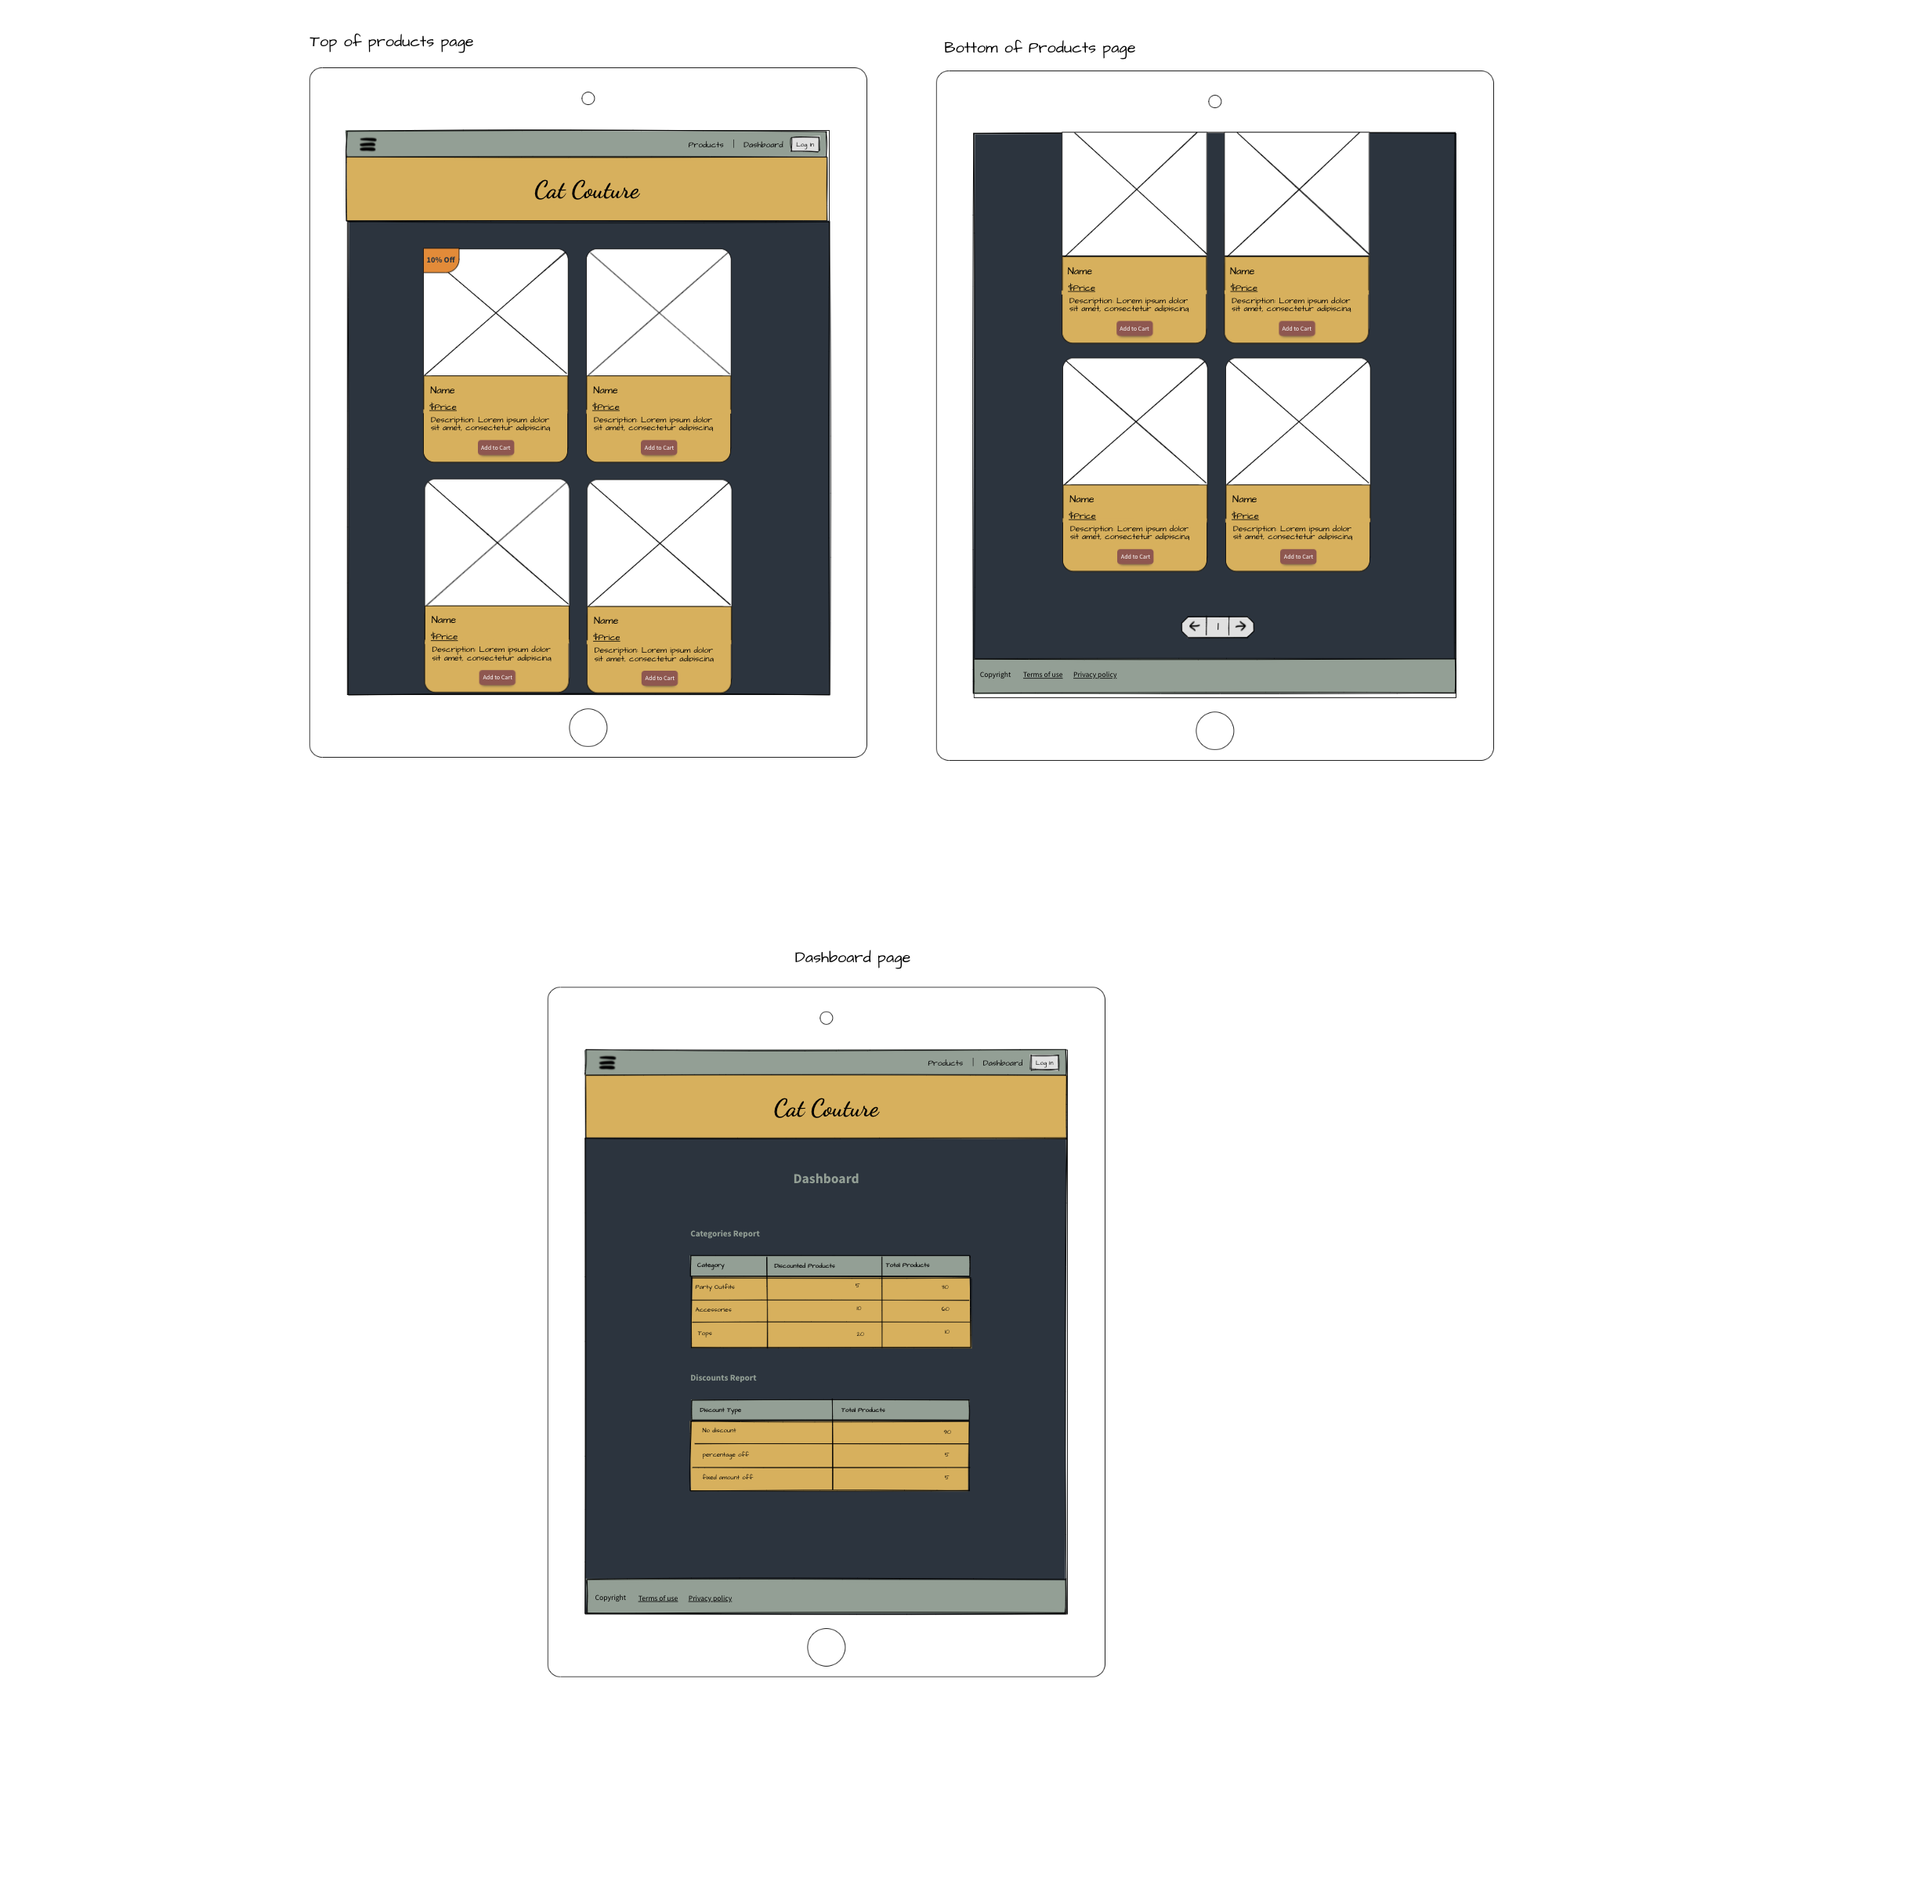 Top of products page
Products | Dashboard Log in
Cat Couture
10% Off
Name
$Price
Description: Lorem ipsum dolor
sit amet, consectetur adipiscing
Add to Cart
Name
$Price
Description: Lorem ipsum dolor
sit amet, consectetur adipiscing
Add to Cart
Name
$Price
Description: Lorem ipsum dolor
sit amet, consectetur adipiscing
Add to Cart
Name
$Price
Description: Lorem ipsum dolor
sit amet, consectetur adipiscing
Add to Cart
Bottom of Products page
Name
$Price
Description: Lorem ipsum dolor
sit amet, consectetur adipiscing
Add to Cart
Name
$Price
Description: Lorem ipsum dolor
sit amet, consectetur adipiscing
Add to Cart
Name
$Price
Description: Lorem ipsum dolor
sit amet, consectetur adipiscing
Add to Cart
Name
$Price
Description: Lorem ipsum dolor
sit amet, consectetur adipiscing
Add to Cart
1
Copyright Terms of use Privacy policy
Dashboard page
Products | Dashboard Log in
Cat Couture
Dashboard
Categories Report
Category Discounted Products Total Products
Party Outfits 5 30
Accessories 10 60
Tops 20 10
Discounts Report
Discount Type Total Products
No discount 90
percentage off 5
fixed amount off 5
Copyright Terms of use Privacy policy